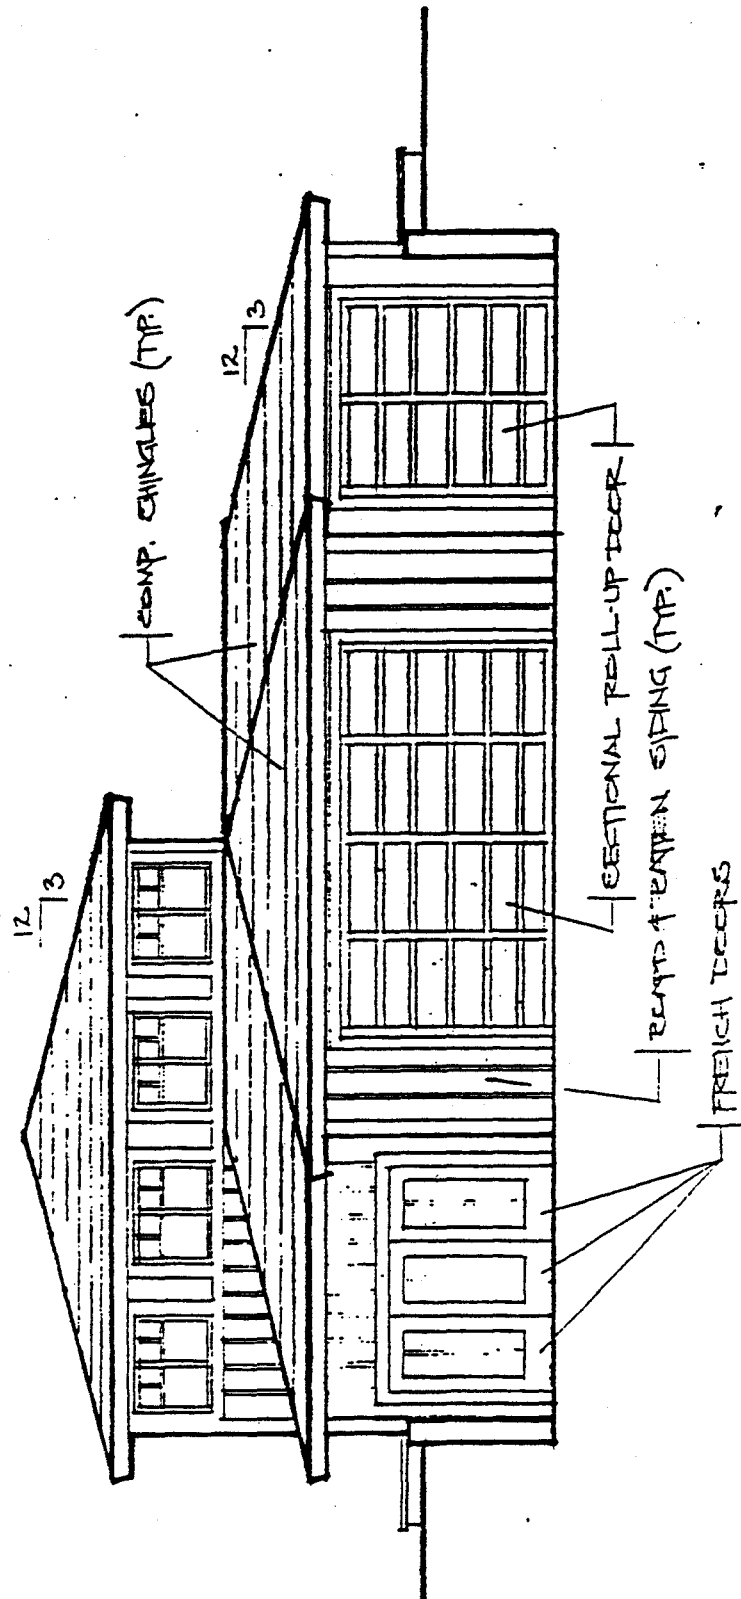 12
3
COMP. SHINGLES (TYP.)
12
3
SECTIONAL ROLL-UP DOOR
BOARD & BATTEN SIDING (TYP.)
FRENCH DOORS